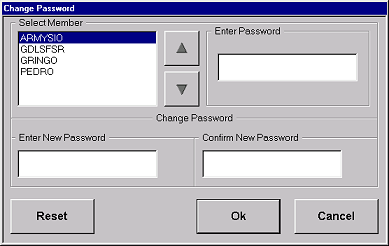 Change Password
Select Member
Enter Password
ARMYSIO
GDLSFSR
GRINGO
PEDRO
Change Password
Enter New Password
Confirm New Password
Reset
Ok
Cancel